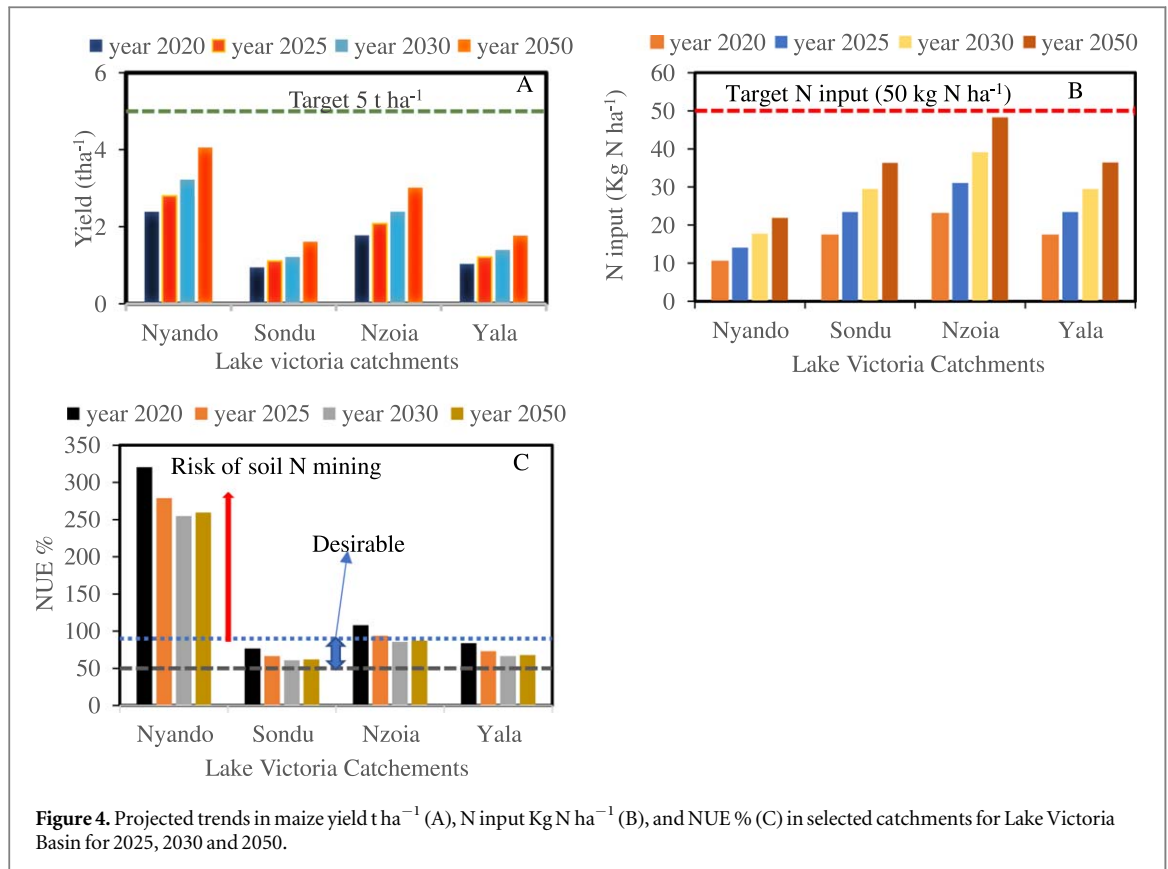 year 2020 year 2025 year 2030 year 2050
6
4
2
0
Yield (tha⁻¹)
Target 5 t ha⁻¹
A
Nyando Sondu Nzoia Yala
Lake victoria catchments
year 2020 year 2025 year 2030 year 2050
60
50
40
30
20
10
0
N input (Kg N ha⁻¹)
Target N input (50 kg N ha⁻¹)
B
Nyando Sondu Nzoia Yala
Lake Victoria Catchments
year 2020 year 2025 year 2030 year 2050
350
300
250
200
150
100
50
0
NUE %
Risk of soil N mining
C
Desirable
Nyando Sondu Nzoia Yala
Lake Victoria Catchements
Figure 4. Projected trends in maize yield t ha⁻¹ (A), N input Kg N ha⁻¹ (B), and NUE % (C) in selected catchments for Lake Victoria
Basin for 2025, 2030 and 2050.